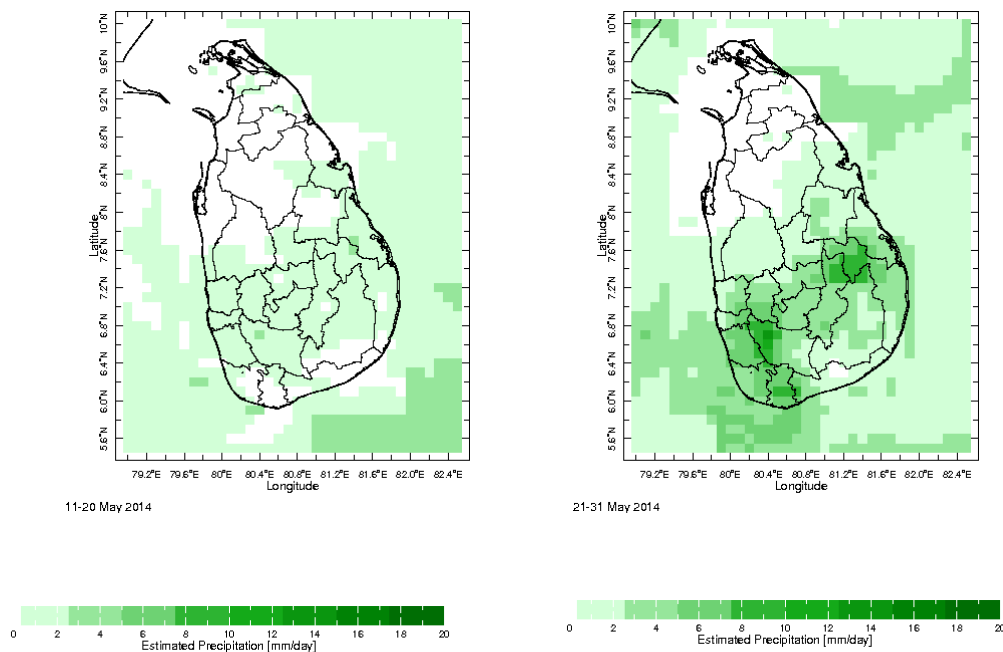 10°N
9.6°N
9.2°N
8.8°N
8.4°N
8°N
7.6°N
7.2°N
6.8°N
6.4°N
6.0°N
5.6°N
Latitude
79.2°E 79.6°E 80°E 80.4°E 80.8°E 81.2°E 81.6°E 82.0°E 82.4°E
Longitude
11-20 May 2014
0 2 4 6 8 10 12 14 16 18 20
Estimated Precipitation [mm/day]
10°N
9.6°N
9.2°N
8.8°N
8.4°N
8°N
7.6°N
7.2°N
6.8°N
6.4°N
6.0°N
5.6°N
Latitude
79.2°E 79.6°E 80°E 80.4°E 80.8°E 81.2°E 81.6°E 82.0°E 82.4°E
Longitude
21-31 May 2014
0 2 4 6 8 10 12 14 16 18 20
Estimated Precipitation [mm/day]